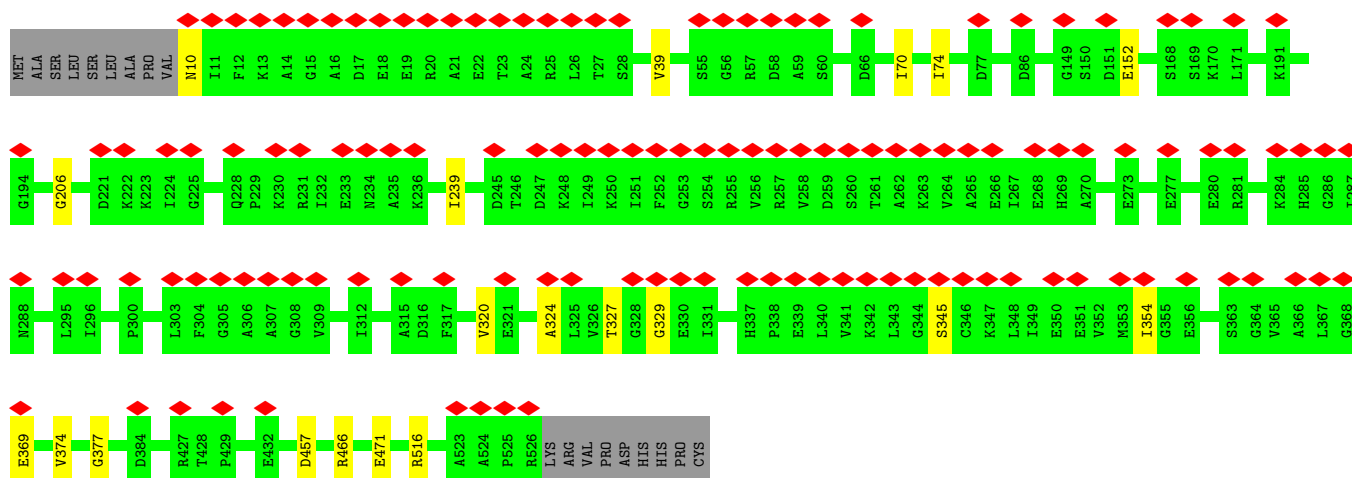 MET ALA SER LEU SER LEU ALA PRO VAL N10 I11 F12 K13 A14 G15 A16 D17 E18 E19 R20 A21 E22 T23 A24 R25 L26 T27 S28 V39 S55 G56 R57 D58 A59 S60 D66 I70 I74 D77 D86 G149 S150 D151 E152 S168 S169 K170 L171 K191
G194 G206 D221 K222 K223 I224 G225 Q228 P229 K230 R231 I232 E233 N234 A235 K236 I239 D245 T246 D247 K248 I249 K250 I251 F252 G253 S254 R255 V256 R257 V258 D259 S260 T261 A262 K263 V264 A265 E266 I267 E268 H269 A270 E273 E277 E280 R281 K284 H285 G286 I287
N288 L295 I296 P300 L303 F304 G305 A306 A307 G308 V309 I312 A315 D316 F317 V320 E321 A324 L325 V326 T327 G328 G329 E330 I331 H337 P338 E339 L340 V341 K342 L343 G344 S345 C346 K347 L348 I349 E350 E351 V352 M353 I354 G355 E356 S363 G364 V365 A366 L367 G368
E369 V374 G377 D384 R427 T428 P429 E432 D457 R466 E471 R516 A523 A524 P525 R526 LYS ARG VAL PRO ASP HIS HIS PRO CYS